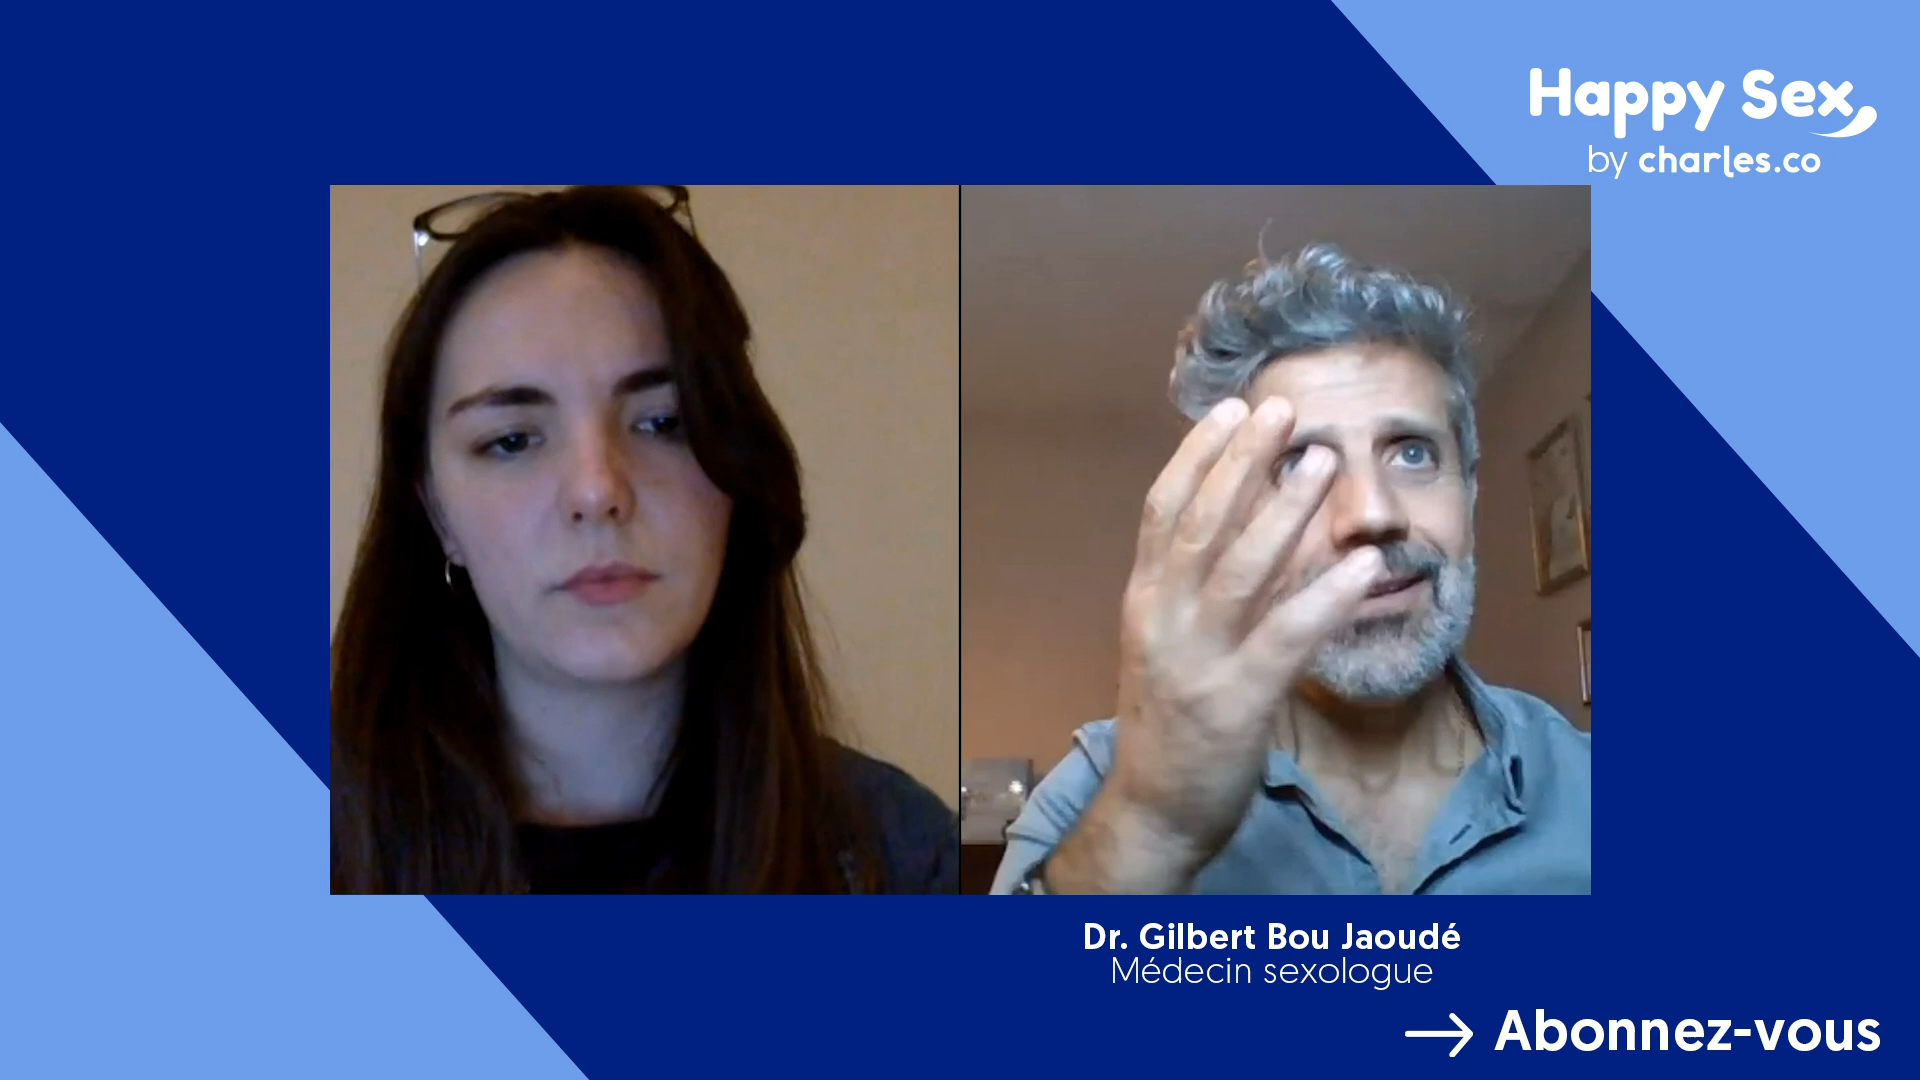 Happy Sex
by charles.co
Dr. Gilbert Bou Jaoudé
Médecin sexologue
Abonnez-vous